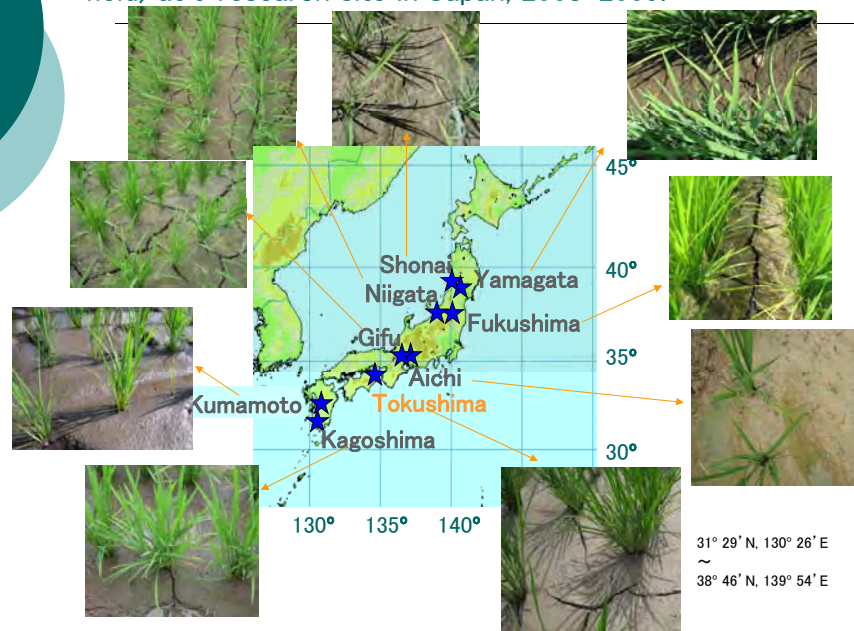 45°
40°
Shonai
Yamagata
Niigata
Fukushima
Gifu
35°
Aichi
Kumamoto
Tokushima
Kagoshima
30°
130° 135° 140°
31° 29' N, 130° 26' E
~
38° 46' N, 139° 54' E